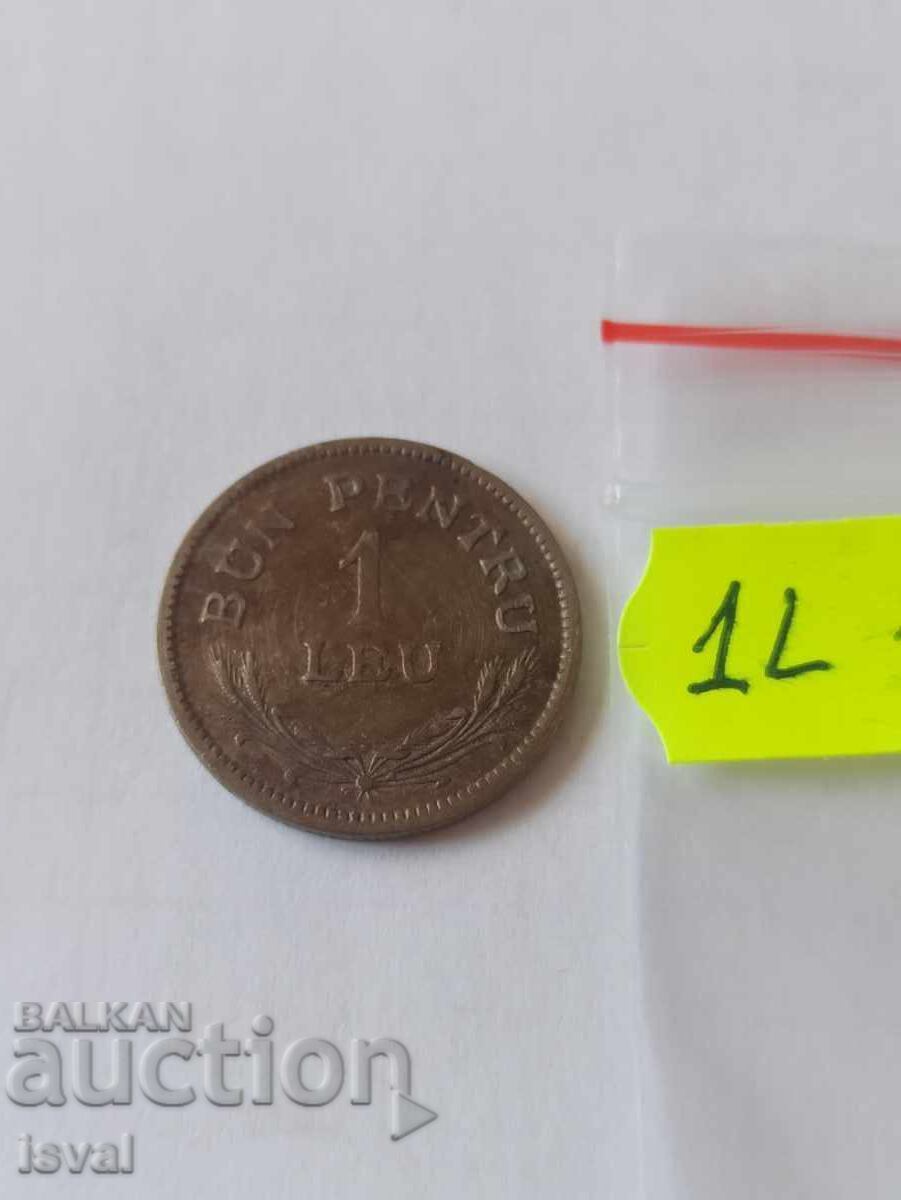 BUN PENTRU
1
LEU
1L
BALKAN
auction
isval